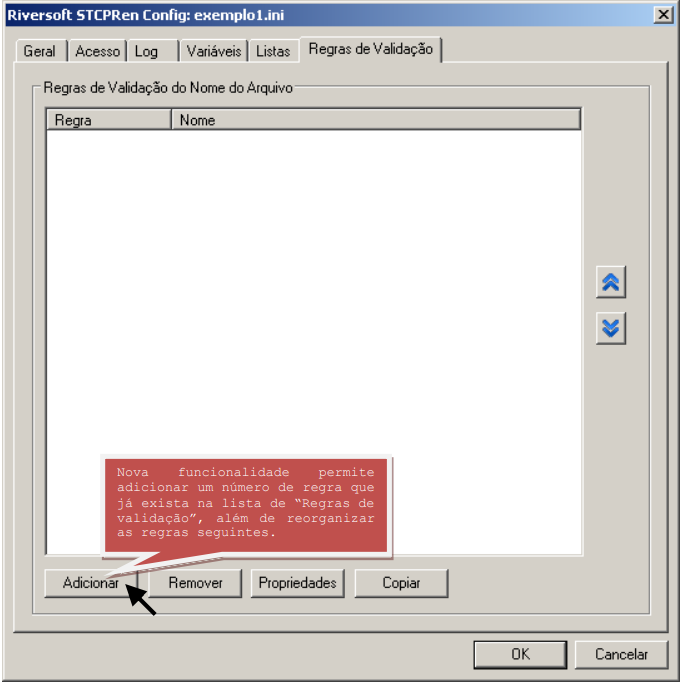 Riversoft STCPRen Config: exemplo1.ini
Geral Acesso Log Variáveis Listas Regras de Validação
Regras de Validação do Nome do Arquivo
Regra Nome
Nova funcionalidade permite
adicionar um número de regra que
já exista na lista de “Regras de
validação”, além de reorganizar
as regras seguintes.
Adicionar Remover Propriedades Copiar
OK Cancelar